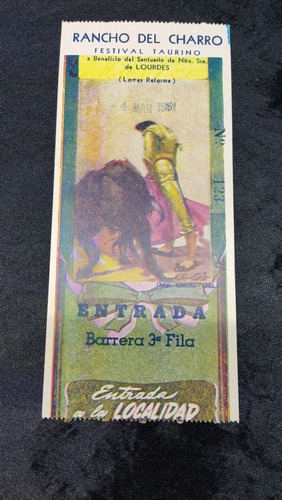 RANCHO DEL CHARRO
FESTIVAL TAURINO
a Beneficio del Santuario de Ntra. Sra.
de LOURDES
(Lomas Reforma)
4 MAR
Nº 123
ENTRADA
Barrera 3ª Fila
Entrada
a la LOCALIDAD